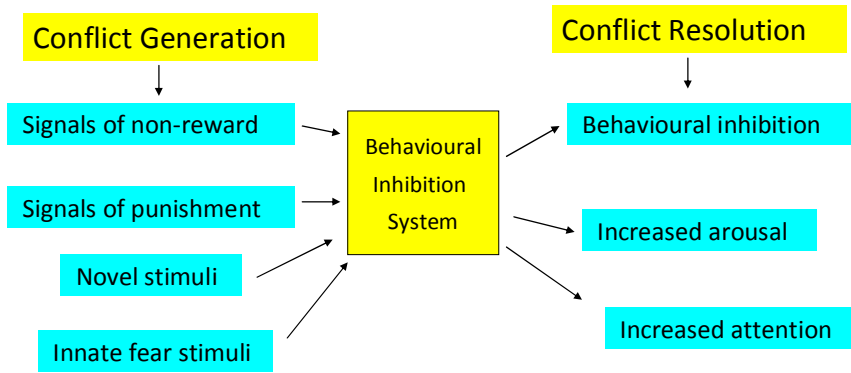 Conflict Generation
Signals of non-reward
Signals of punishment
Novel stimuli
Innate fear stimuli
Behavioural
Inhibition
System
Conflict Resolution
Behavioural inhibition
Increased arousal
Increased attention